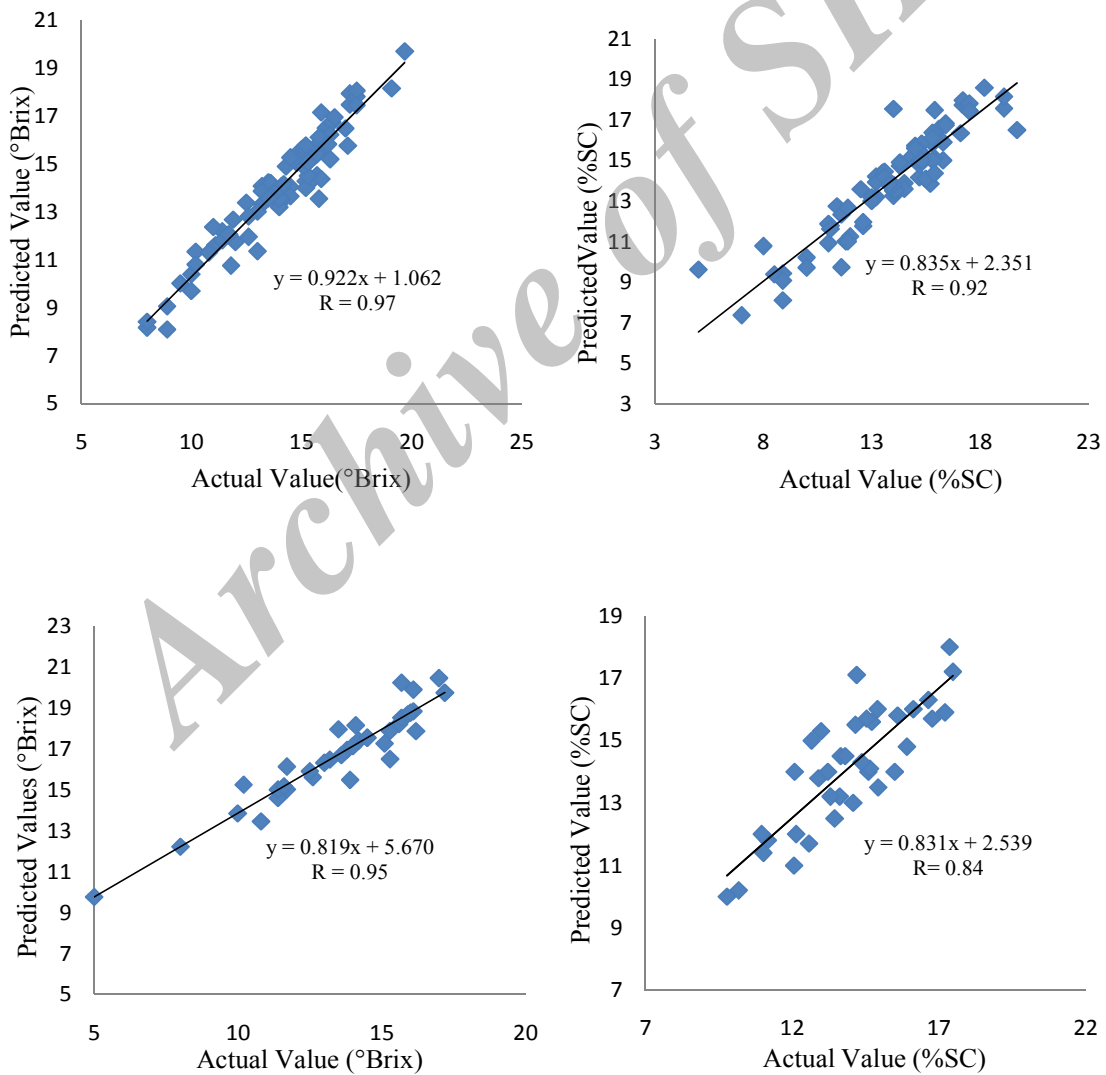 21
19
17
15
13
11
9
7
5
5 10 15 20 25
Predicted Value (°Brix)
Actual Value(°Brix)
y = 0.922x + 1.062
R = 0.97
21
19
17
15
13
11
9
7
5
3
3 8 13 18 23
PredictedValue (%SC)
Actual Value (%SC)
y = 0.835x + 2.351
R = 0.92
23
21
19
17
15
13
11
9
7
5
5 10 15 20
Predicted Values (°Brix)
Actual Value (°Brix)
y = 0.819x + 5.670
R = 0.95
19
17
15
13
11
9
7
7 12 17 22
Predicted Value (%SC)
Actual Value (%SC)
y = 0.831x + 2.539
R= 0.84
Archive of